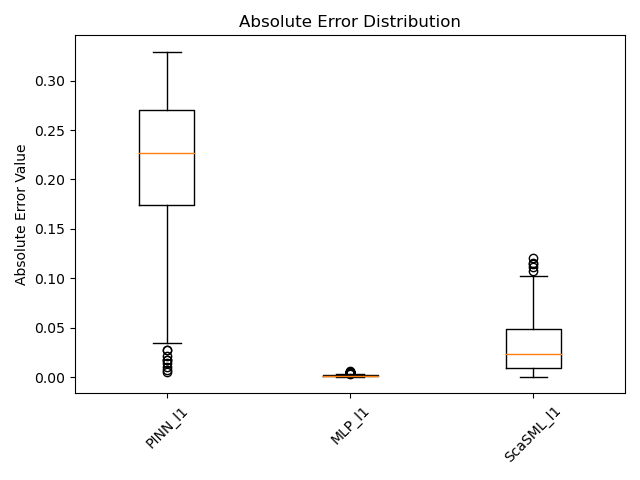 Absolute Error Distribution
Absolute Error Value
0.30
0.25
0.20
0.15
0.10
0.05
0.00
PINN_l1
MLP_l1
ScaSML_l1